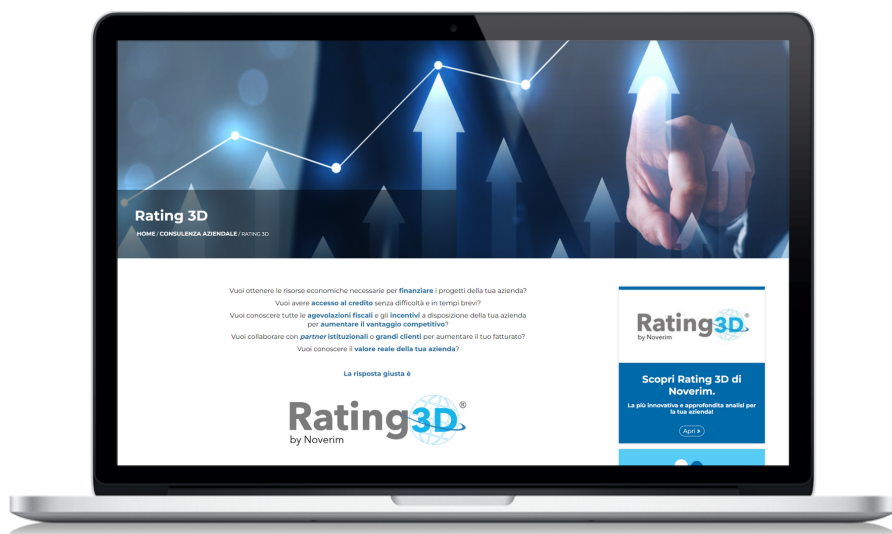 Rating 3D
HOME / CONSULENZA AZIENDALE / RATING 3D
Vuoi ottenere le risorse economiche necessarie per finanziare i progetti della tua azienda?
Vuoi avere accesso al credito senza difficoltà e in tempi brevi?
Vuoi conoscere tutte le agevolazioni fiscali e gli incentivi a disposizione della tua azienda
per aumentare il vantaggio competitivo?
Vuoi collaborare con partner istituzionali o grandi clienti per aumentare il tuo fatturato?
Vuoi conoscere il valore reale della tua azienda?
La risposta giusta è
Rating3D®
by Noverim
Rating3D®
by Noverim
Scopri Rating 3D di
Noverim.
La più innovativa e approfondita analisi per
la tua azienda!
Apri »